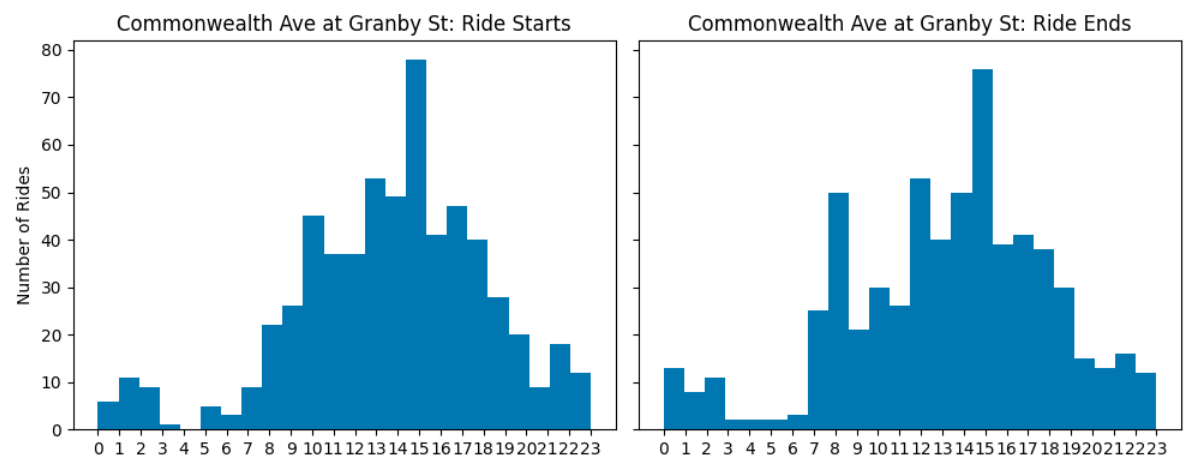 Commonwealth Ave at Granby St: Ride Starts
Commonwealth Ave at Granby St: Ride Ends
Number of Rides
80
70
60
50
40
30
20
10
0
0 1 2 3 4 5 6 7 8 9 10 11 12 13 14 15 16 17 18 19 20 21 22 23
0 1 2 3 4 5 6 7 8 9 10 11 12 13 14 15 16 17 18 19 20 21 22 23